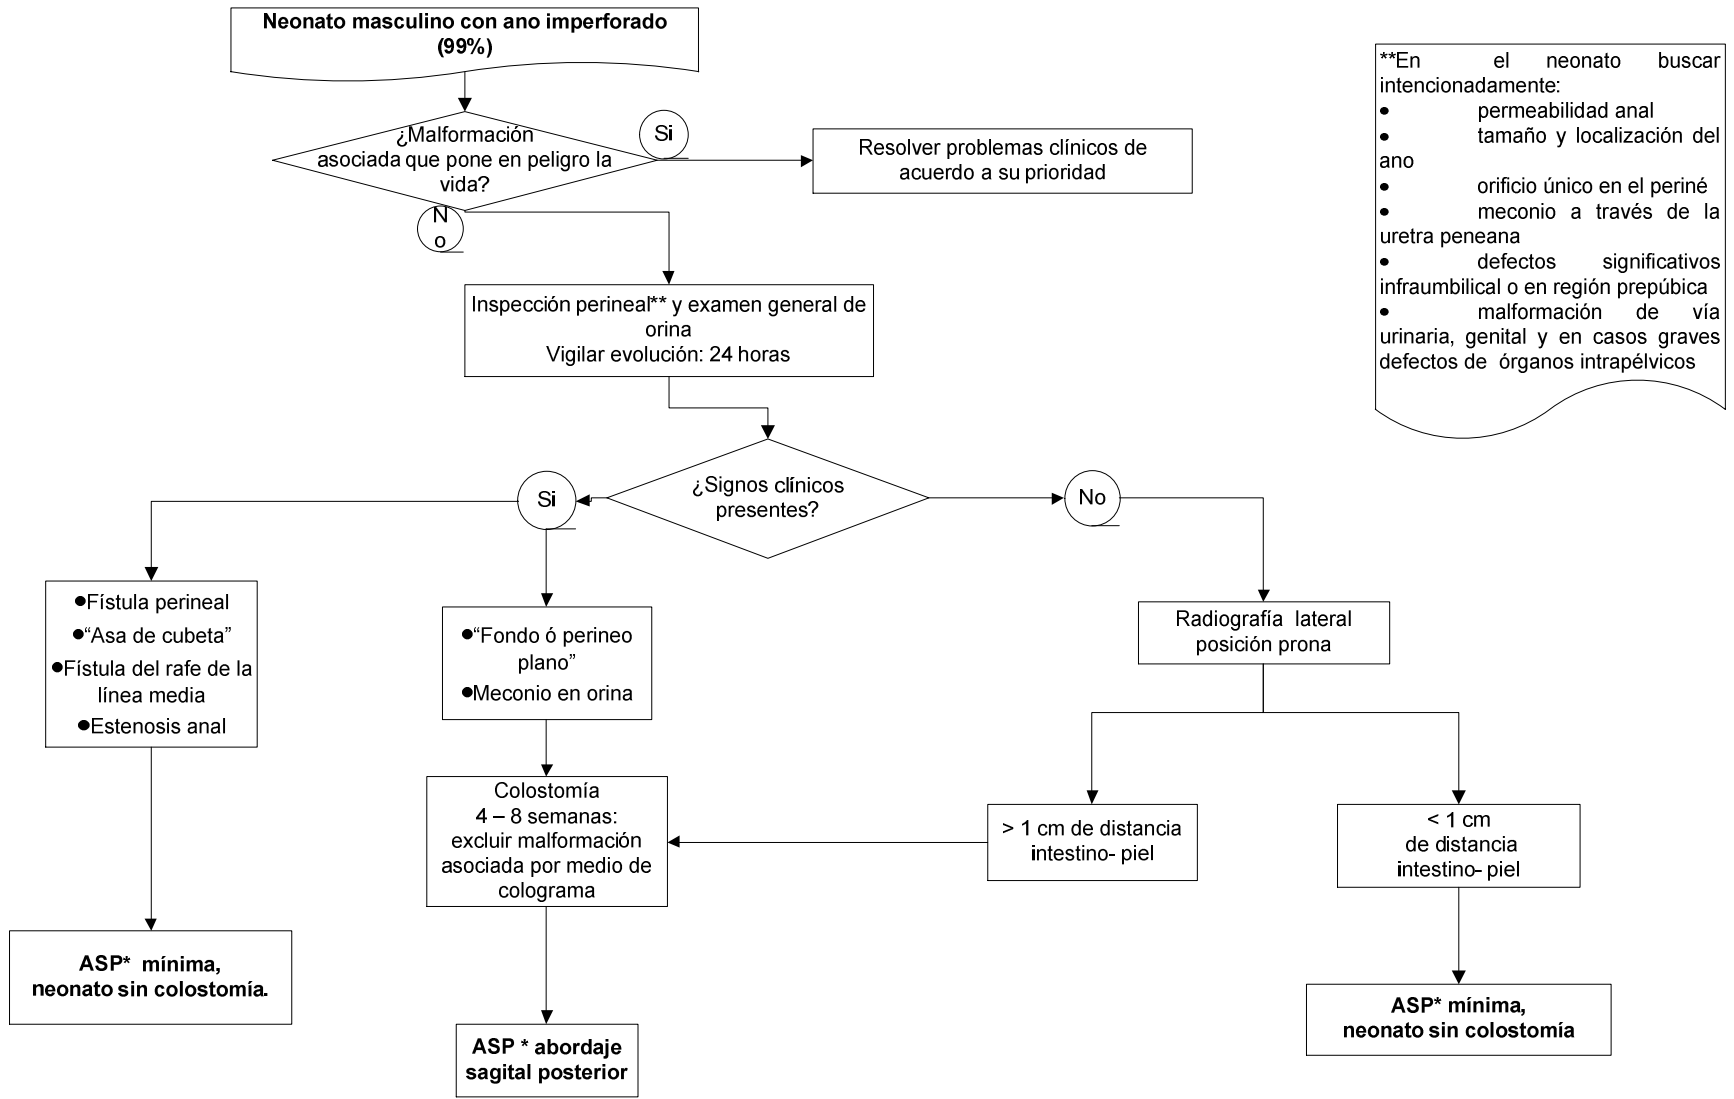 Neonato masculino con ano imperforado
(99%)
**En el neonato buscar
intencionadamente:
● permeabilidad anal
● tamaño y localización del
ano
● orificio único en el periné
● meconio a través de la
uretra peneana
● defectos significativos
infraumbilical o en región prepúbica
● malformación de vía
urinaria, genital y en casos graves
defectos de órganos intrapélvicos
¿Malformación
asociada que pone en peligro la
vida?
Si
Resolver problemas clínicos de
acuerdo a su prioridad
N
o
Inspección perineal** y examen general de
orina
Vigilar evolución: 24 horas
¿Signos clínicos
presentes?
Si
No
●Fístula perineal
●“Asa de cubeta”
●Fístula del rafe de la
línea media
●Estenosis anal
●“Fondo ó perineo
plano”
●Meconio en orina
Radiografía lateral
posición prona
Colostomía
4 – 8 semanas:
excluir malformación
asociada por medio de
colograma
> 1 cm de distancia
intestino- piel
< 1 cm
de distancia
intestino- piel
ASP* mínima,
neonato sin colostomía.
ASP * abordaje
sagital posterior
ASP* mínima,
neonato sin colostomía